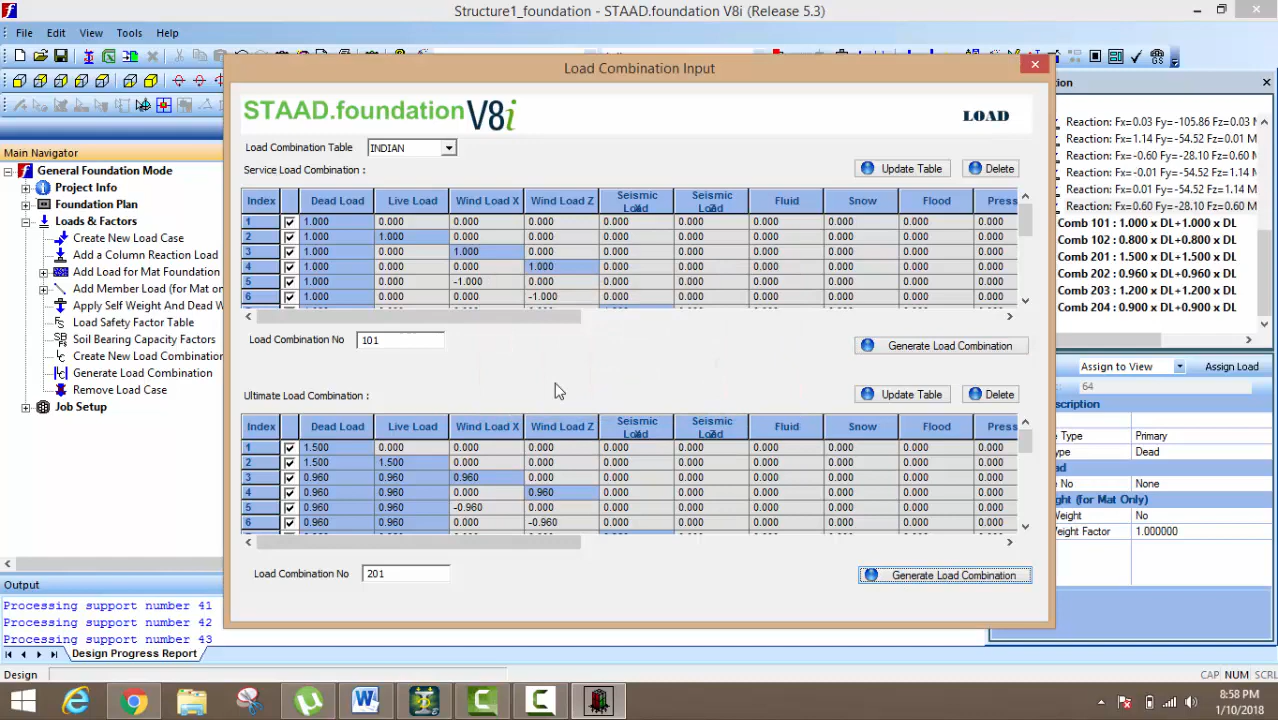 Structure1_foundation - STAAD.foundation V8i (Release 5.3)
File Edit View Tools Help
Load Combination Input
STAAD.foundation V8i
LOAD
Load Combination Table INDIAN
Service Load Combination :
Update Table Delete
Index Dead Load Live Load Wind Load X Wind Load Z Seismic Load Seismic Load Fluid Snow Flood Press
1 1.000 0.000 0.000 0.000 0.000 0.000 0.000 0.000 0.000 0.000
2 1.000 1.000 0.000 0.000 0.000 0.000 0.000 0.000 0.000 0.000
3 1.000 0.000 1.000 0.000 0.000 0.000 0.000 0.000 0.000 0.000
4 1.000 0.000 0.000 1.000 0.000 0.000 0.000 0.000 0.000 0.000
5 1.000 0.000 -1.000 0.000 0.000 0.000 0.000 0.000 0.000 0.000
6 1.000 0.000 0.000 -1.000 0.000 0.000 0.000 0.000 0.000 0.000
Load Combination No 101
Generate Load Combination
Ultimate Load Combination :
Update Table Delete
Index Dead Load Live Load Wind Load X Wind Load Z Seismic Load Seismic Load Fluid Snow Flood Press
1 1.500 0.000 0.000 0.000 0.000 0.000 0.000 0.000 0.000 0.000
2 1.500 1.500 0.000 0.000 0.000 0.000 0.000 0.000 0.000 0.000
3 0.960 0.960 0.960 0.000 0.000 0.000 0.000 0.000 0.000 0.000
4 0.960 0.960 0.000 0.960 0.000 0.000 0.000 0.000 0.000 0.000
5 0.960 0.960 -0.960 0.000 0.000 0.000 0.000 0.000 0.000 0.000
6 0.960 0.960 0.000 -0.960 0.000 0.000 0.000 0.000 0.000 0.000
Load Combination No 201
Generate Load Combination
Main Navigator
General Foundation Mode
Project Info
Foundation Plan
Loads & Factors
Create New Load Case
Add a Column Reaction Load
Add Load for Mat Foundation
Add Member Load (for Mat on
Apply Self Weight And Dead W
Load Safety Factor Table
Soil Bearing Capacity Factors
Create New Load Combination
Generate Load Combination
Remove Load Case
Job Setup
tion
Reaction: Fx=0.03 Fy=-105.86 Fz=0.03 M
Reaction: Fx=1.14 Fy=-54.52 Fz=0.01 M
Reaction: Fx=-0.60 Fy=-28.10 Fz=0.60 M
Reaction: Fx=-0.01 Fy=-54.52 Fz=1.14 M
Reaction: Fx=0.01 Fy=-54.52 Fz=1.14 M
Reaction: Fx=0.60 Fy=-28.10 Fz=0.60 M
Comb 101 : 1.000 x DL+1.000 x DL
Comb 102 : 0.800 x DL+0.800 x DL
Comb 201 : 1.500 x DL+1.500 x DL
Comb 202 : 0.960 x DL+0.960 x DL
Comb 203 : 1.200 x DL+1.200 x DL
Comb 204 : 0.900 x DL+0.900 x DL
Assign to View Assign Load
: 64
scription
e Type Primary
ype Dead
ad
e No None
ght (for Mat Only)
Weight No
Weight Factor 1.000000
Output
Processing support number 41
Processing support number 42
Processing support number 43
Design Progress Report
Design
CAP NUM SCRL
8:58 PM
1/10/2018